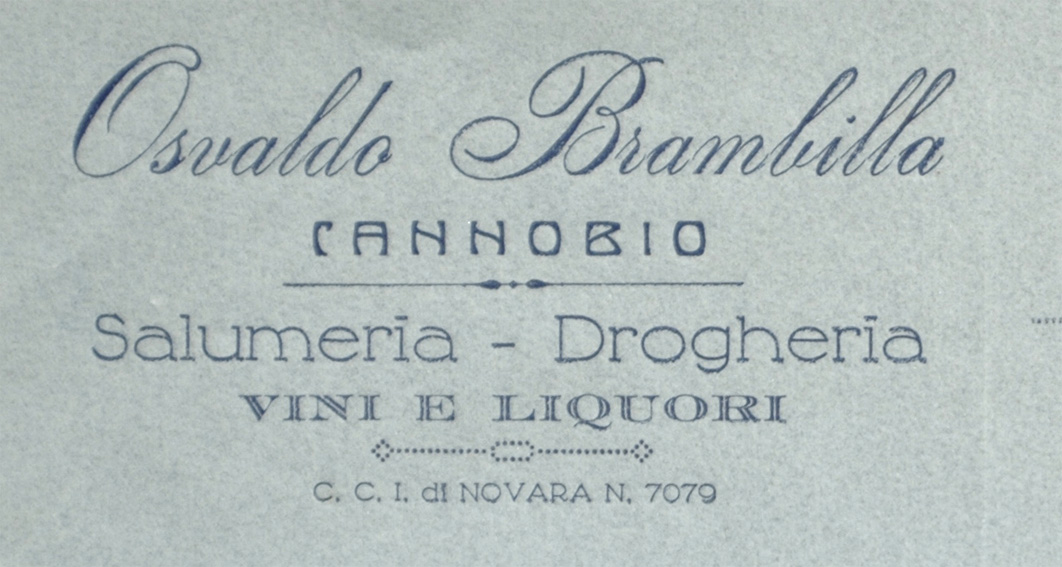 Osvaldo Brambilla
CANNOBIO
Salumeria - Drogheria
VINI E LIQUORI
C. C. I. di NOVARA N. 7079